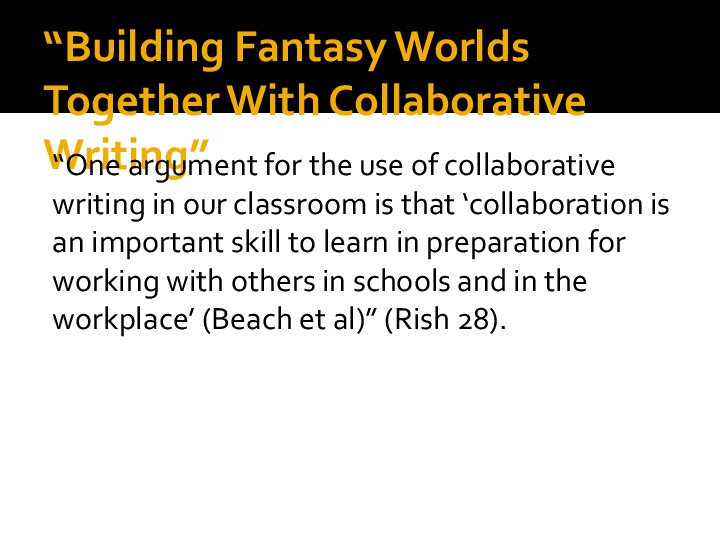 “Building Fantasy Worlds
Together With Collaborative
Writing”
“One argument for the use of collaborative
writing in our classroom is that ‘collaboration is
an important skill to learn in preparation for
working with others in schools and in the
workplace’ (Beach et al)” (Rish 28).